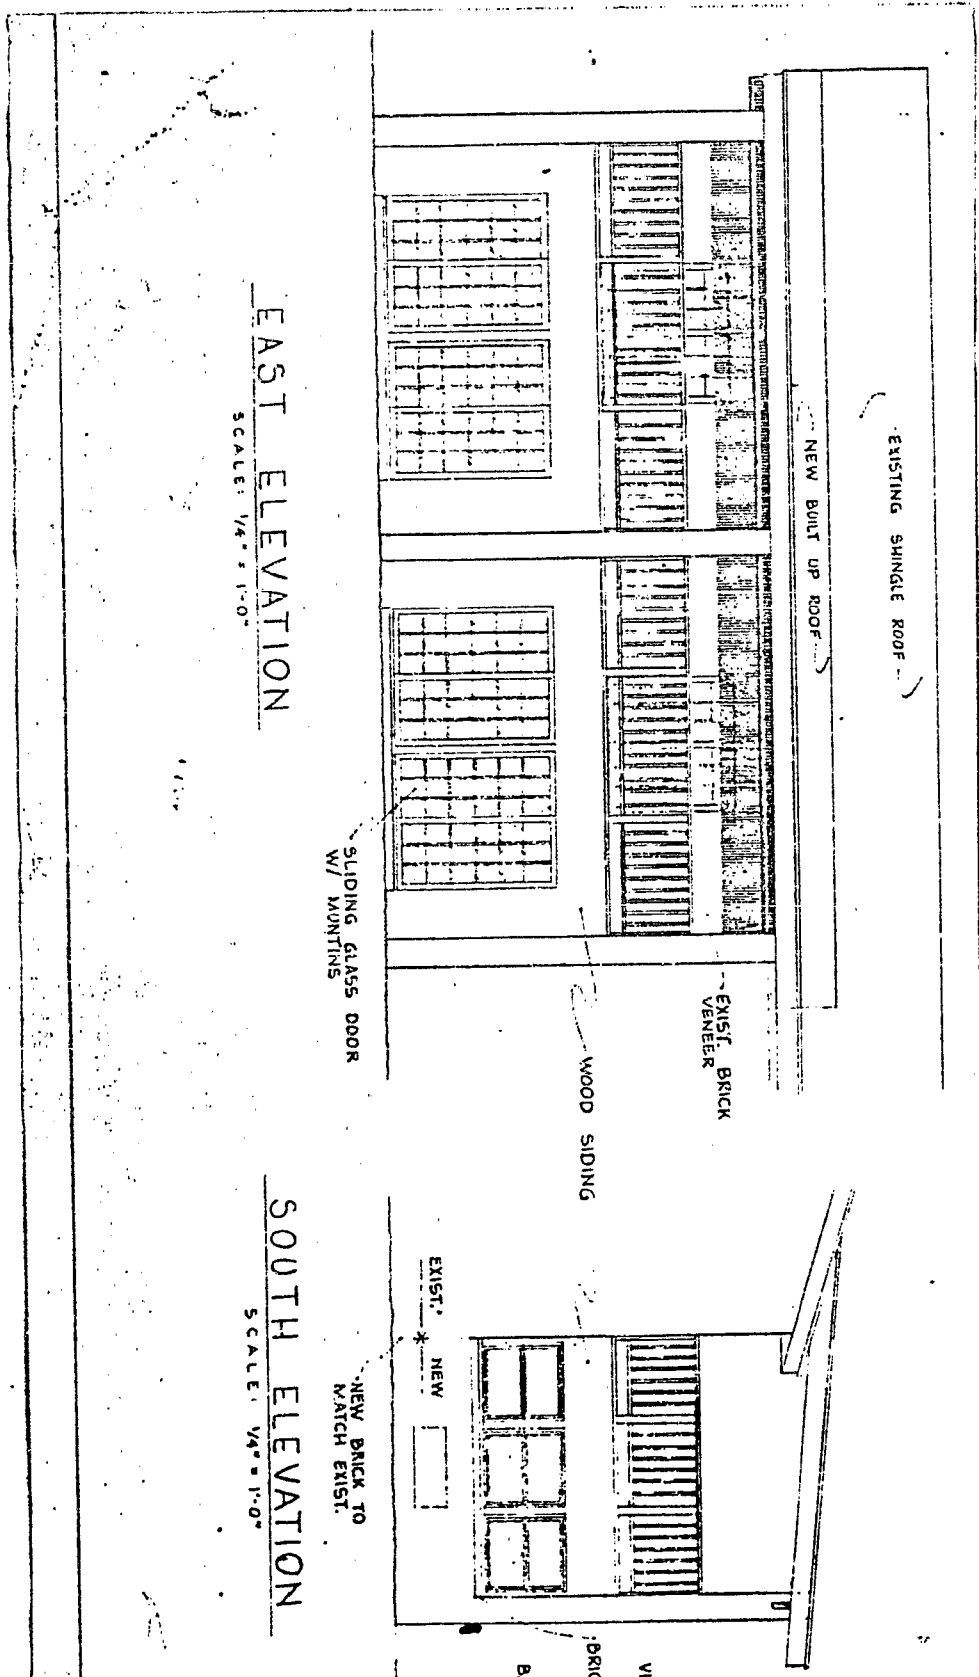 EXISTING SHINGLE ROOF
NEW BUILT UP ROOF
EXIST. BRICK
VENEER
WOOD SIDING
SLIDING GLASS DOOR
W/ MUNTINS
EAST ELEVATION
SCALE: 1/4" = 1'-0"
EXIST. NEW
NEW BRICK TO
MATCH EXIST.
SOUTH ELEVATION
SCALE: 1/4" = 1'-0"